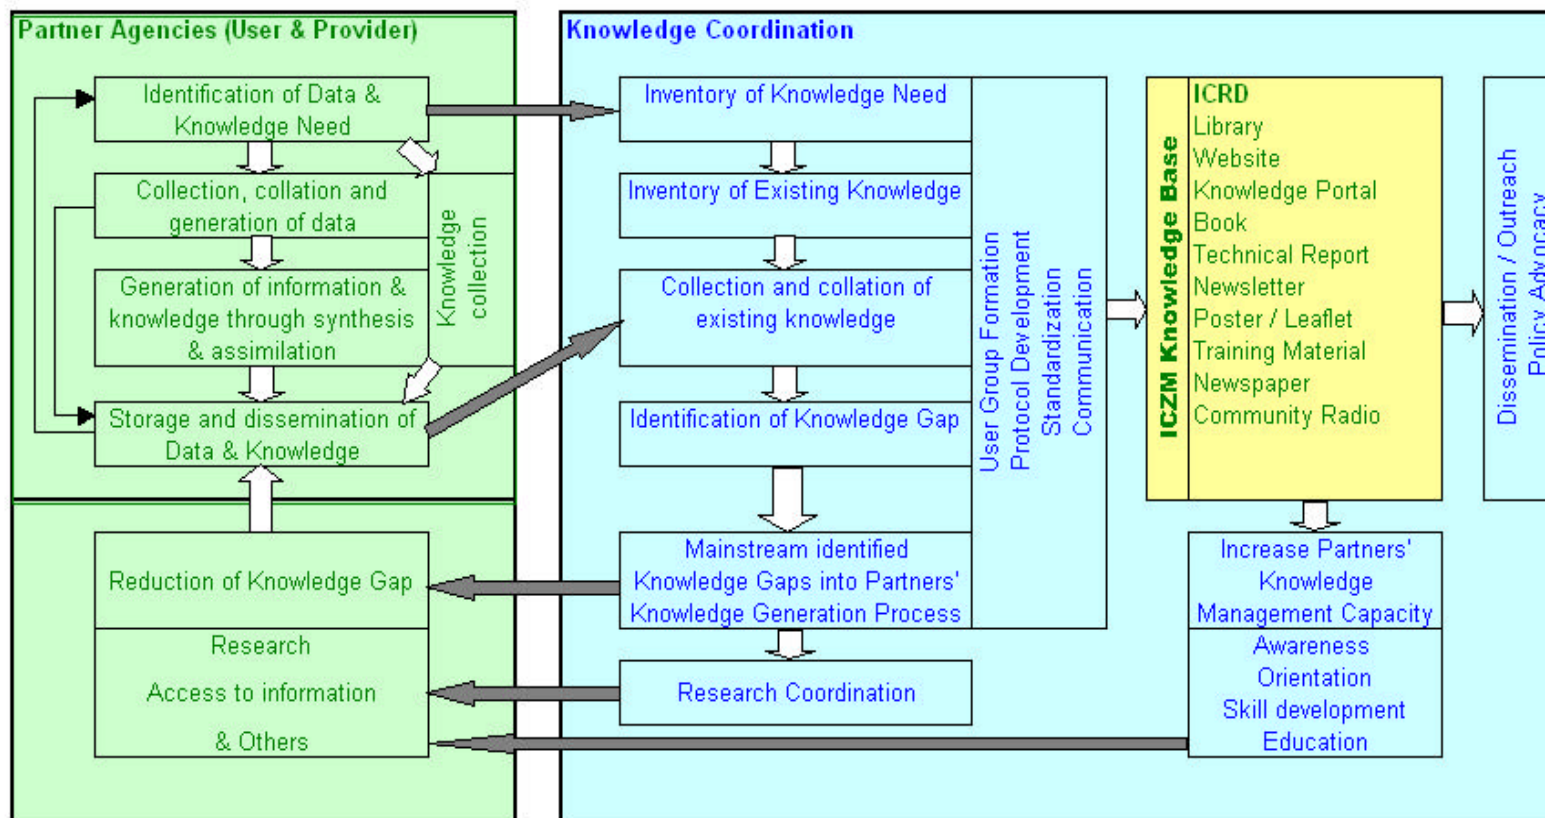 Partner Agencies (User & Provider)
Identification of Data &
Knowledge Need
Collection, collation and
generation of data
Generation of information &
knowledge through synthesis
& assimilation
Knowledge
collection
Storage and dissemination of
Data & Knowledge
Reduction of Knowledge Gap
Research
Access to information
& Others
Knowledge Coordination
Inventory of Knowledge Need
Inventory of Existing Knowledge
Collection and collation of
existing knowledge
Identification of Knowledge Gap
Mainstream identified
Knowledge Gaps into Partners'
Knowledge Generation Process
Research Coordination
User Group Formation
Protocol Development
Standardization
Communication
ICZM Knowledge Base
ICRD
Library
Website
Knowledge Portal
Book
Technical Report
Newsletter
Poster / Leaflet
Training Material
Newspaper
Community Radio
Increase Partners'
Knowledge
Management Capacity
Awareness
Orientation
Skill development
Education
Dissemination / Outreach
Policy Advocacy